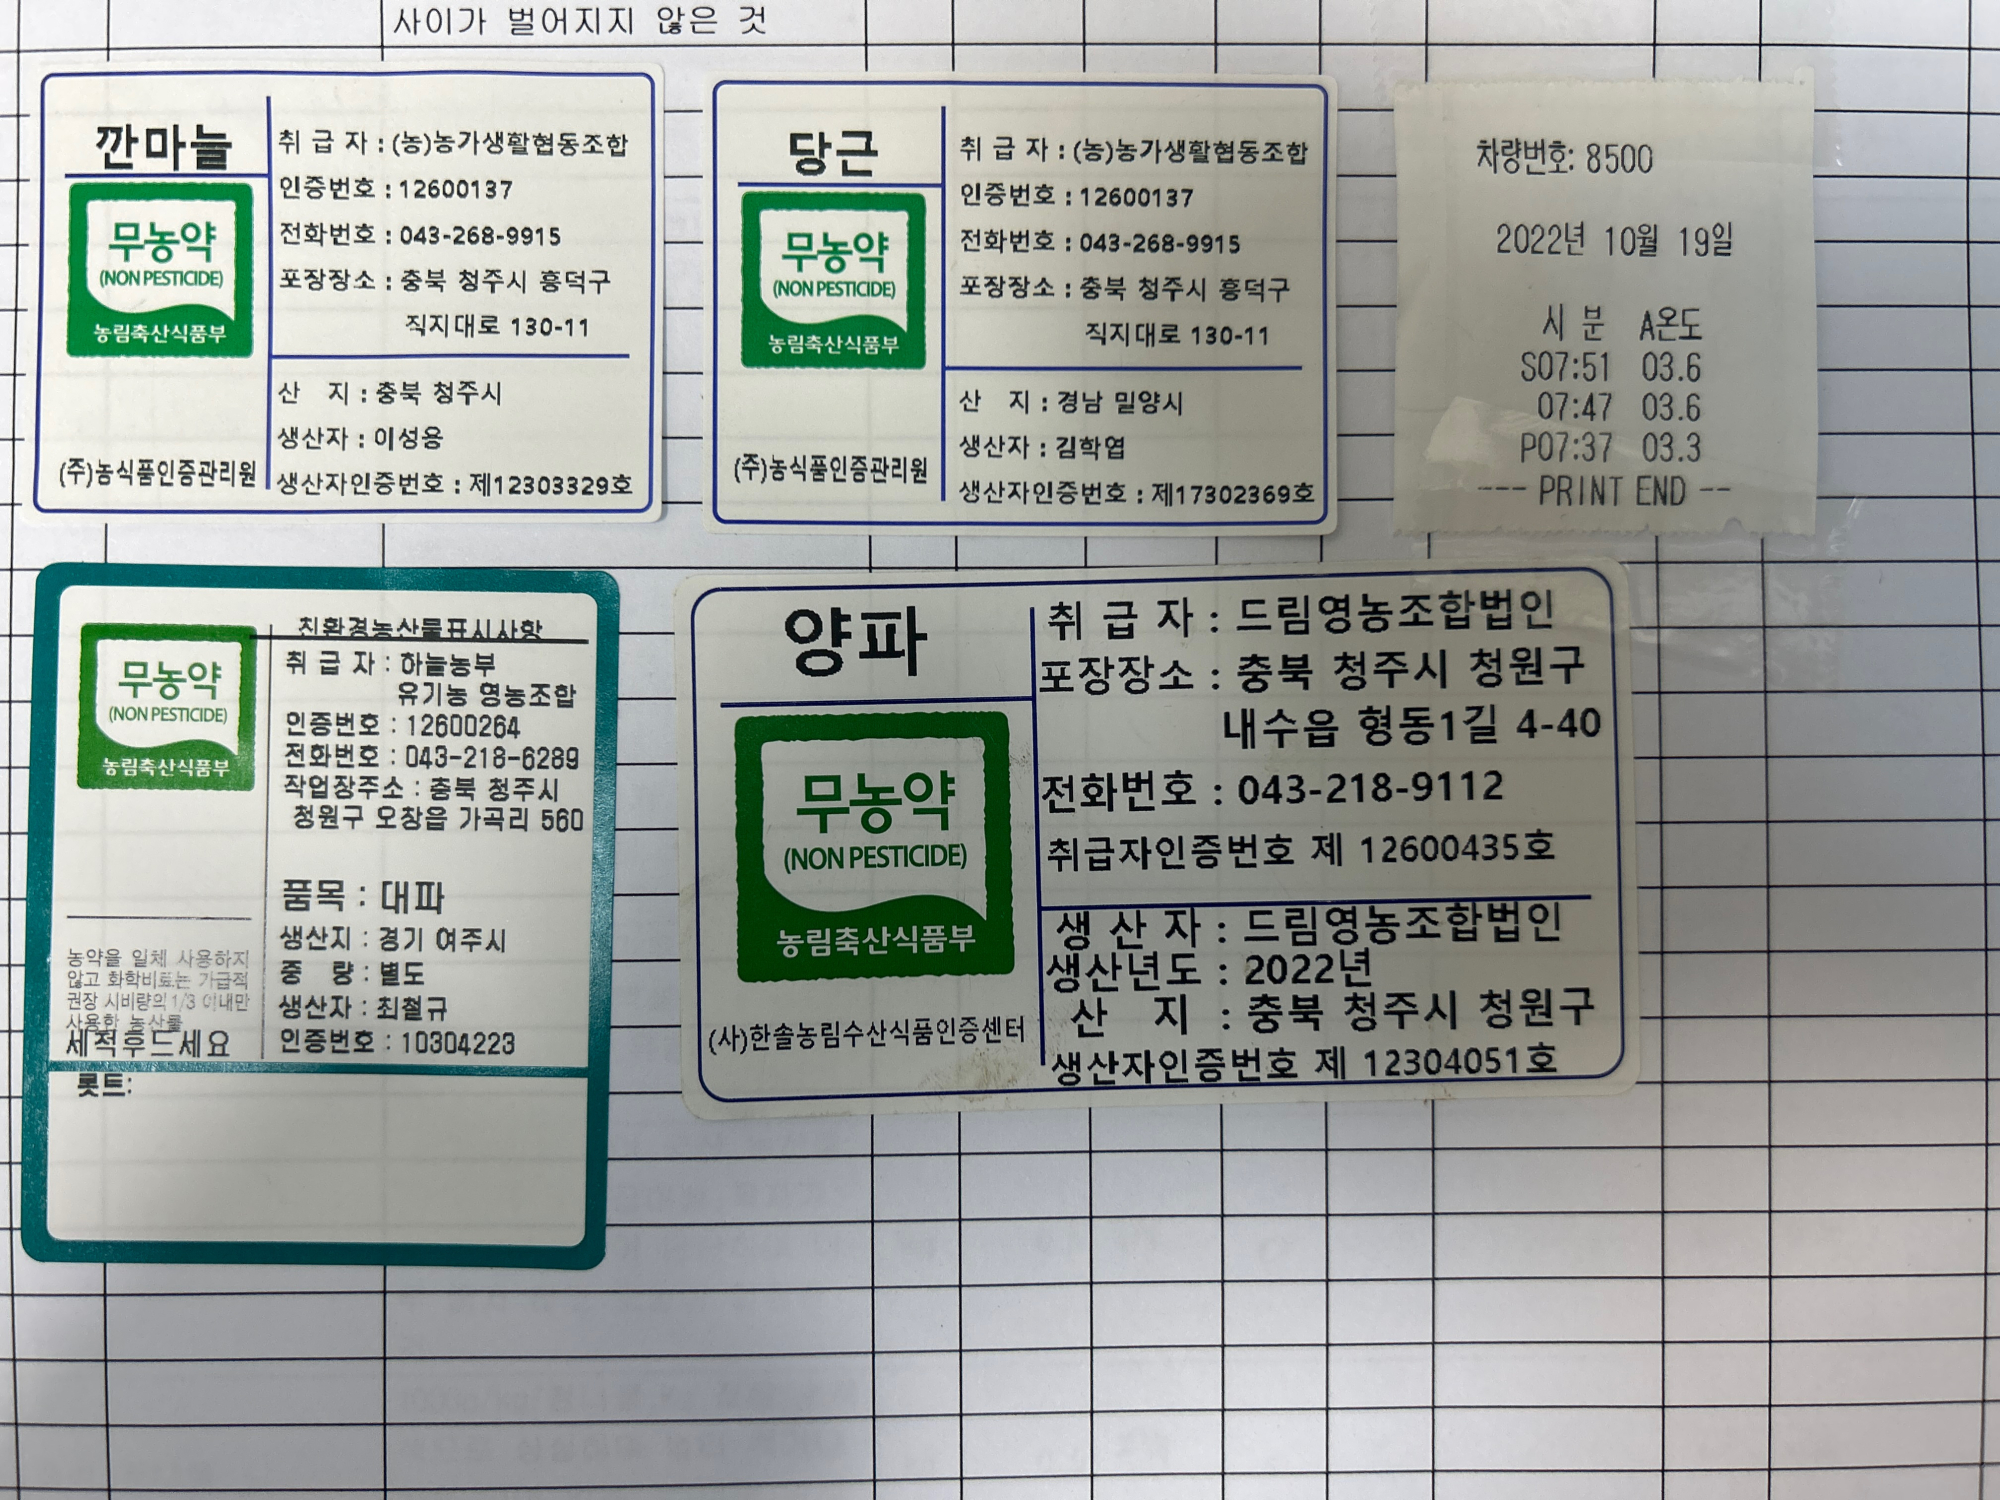 사이가 벌어지지 않은 것
깐마늘
무농약
(NON PESTICIDE)
농림축산식품부
(주)농식품인증관리원
취 급 자 : (농)농가생활협동조합
인증번호 : 12600137
전화번호 : 043-268-9915
포장장소 : 충북 청주시 흥덕구
직지대로 130-11
산 지 : 충북 청주시
생산자 : 이성용
생산자인증번호 : 제12303329호
당근
무농약
(NON PESTICIDE)
농림축산식품부
(주)농식품인증관리원
취 급 자 : (농)농가생활협동조합
인증번호 : 12600137
전화번호 : 043-268-9915
포장장소 : 충북 청주시 흥덕구
직지대로 130-11
산 지 : 경남 밀양시
생산자 : 김학엽
생산자인증번호 : 제17302369호
차량번호: 8500
2022년 10월 19일
시 분 A온도
S07:51 03.6
07:47 03.6
P07:37 03.3
--- PRINT END --
친환경농산물표시사항
무농약
(NON PESTICIDE)
농림축산식품부
취 급 자 : 하늘농부
유기농 영농조합
인증번호 : 12600264
전화번호 : 043-218-6289
작업장주소 : 충북 청주시
청원구 오창읍 가곡리 560
품목 : 대파
생산지 : 경기 여주시
중 량 : 별도
생산자 : 최철규
인증번호 : 10304223
농약을 일체 사용하지
않고 화학비료는 가급적
권장 시비량의 1/3 이내만
사용한 농산물
세척후드세요
롯트:
양파
무농약
(NON PESTICIDE)
농림축산식품부
(사)한솔농림수산식품인증센터
취 급 자 : 드림영농조합법인
포장장소 : 충북 청주시 청원구
내수읍 형동1길 4-40
전화번호 : 043-218-9112
취급자인증번호 제 12600435호
생 산 자 : 드림영농조합법인
생산년도 : 2022년
산 지 : 충북 청주시 청원구
생산자인증번호 제 12304051호